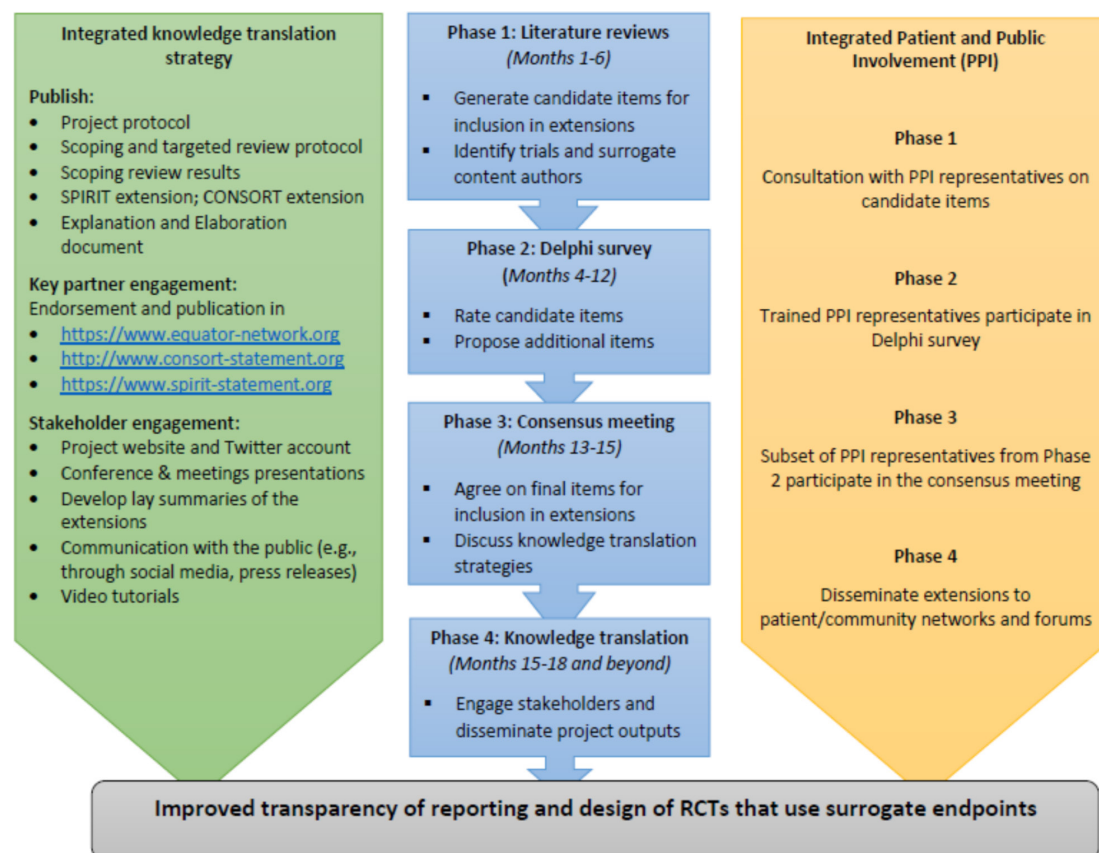 Integrated knowledge translation
strategy
Publish:
• Project protocol
• Scoping and targeted review protocol
• Scoping review results
• SPIRIT extension; CONSORT extension
• Explanation and Elaboration
document
Key partner engagement:
Endorsement and publication in
• https://www.equator-network.org
• http://www.consort-statement.org
• https://www.spirit-statement.org
Stakeholder engagement:
• Project website and Twitter account
• Conference & meetings presentations
• Develop lay summaries of the
extensions
• Communication with the public (e.g.,
through social media, press releases)
• Video tutorials
Phase 1: Literature reviews
(Months 1-6)
▪ Generate candidate items for
inclusion in extensions
▪ Identify trials and surrogate
content authors
Phase 2: Delphi survey
(Months 4-12)
▪ Rate candidate items
▪ Propose additional items
Phase 3: Consensus meeting
(Months 13-15)
▪ Agree on final items for
inclusion in extensions
▪ Discuss knowledge translation
strategies
Phase 4: Knowledge translation
(Months 15-18 and beyond)
▪ Engage stakeholders and
disseminate project outputs
Integrated Patient and Public
Involvement (PPI)
Phase 1
Consultation with PPI representatives on
candidate items
Phase 2
Trained PPI representatives participate in
Delphi survey
Phase 3
Subset of PPI representatives from Phase
2 participate in the consensus meeting
Phase 4
Disseminate extensions to
patient/community networks and forums
Improved transparency of reporting and design of RCTs that use surrogate endpoints